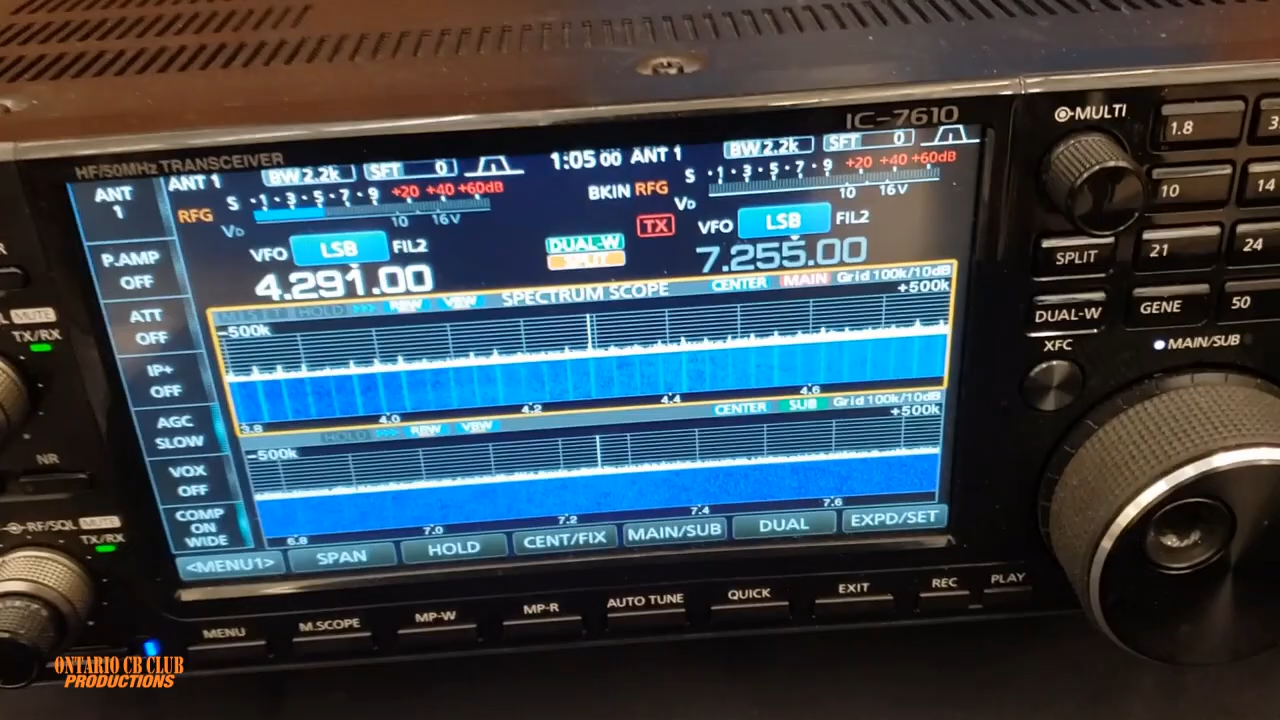 IC-7610
HF/50MHz TRANSCEIVER
MULTI
1.8
3
10
14
SPLIT
21
24
DUAL-W
GENE
50
XFC
MAIN/SUB
ANT
1
P.AMP
OFF
ATT
OFF
IP+
OFF
AGC
SLOW
VOX
OFF
COMP
ON
WIDE
ANT 1 BW 2.2k SFT 0
RFG S 1 3 5 7 9 +20 +40 +60dB
VD 10 16V
VFO LSB FIL2
4.291.00
1:05 00 ANT 1 BW 2.2k SFT 0
BKIN RFG S 1 3 5 7 9 +20 +40 +60dB
VD 10 16V
TX VFO LSB FIL2
DUAL-W
SPLIT
7.255.00
HOLD >>> RBW VBW SPECTRUM SCOPE CENTER MAIN Grid 100k/10dB
-500k +500k
3.8 4.0 4.2 4.4 4.6
HOLD >>> RBW VBW CENTER SUB Grid 100k/10dB
-500k +500k
6.8 7.0 7.2 7.4 7.6
<MENU1> SPAN HOLD CENT/FIX MAIN/SUB DUAL EXPD/SET
MENU M.SCOPE MP-W MP-R AUTO TUNE QUICK EXIT REC PLAY
MUTE
TX/RX
NR
RF/SQL MUTE
TX/RX
ONTARIO CB CLUB
PRODUCTIONS